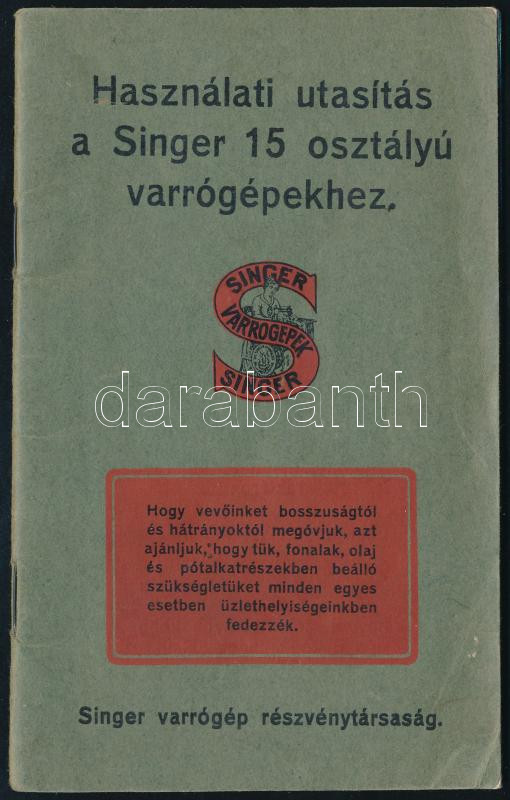 Használati utasítás
a Singer 15 osztályú
varrógépekhez.
SINGER
VARROGEPEK
SINGER
darabanth
Hogy vevőinket bosszuságtól
és hátrányoktól megóvjuk, azt
ajánljuk, hogy tük, fonalak, olaj
és pótalkatrészekben beálló
szükségletüket minden egyes
esetben üzlethelyiségeinkben
fedezzék.
Singer varrógép részvénytársaság.